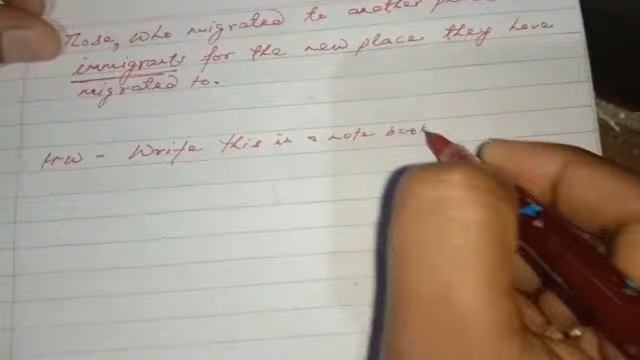 Those, who migrated to another
immigrants for the new place they have
migrated to.
HW - Write this in a note book